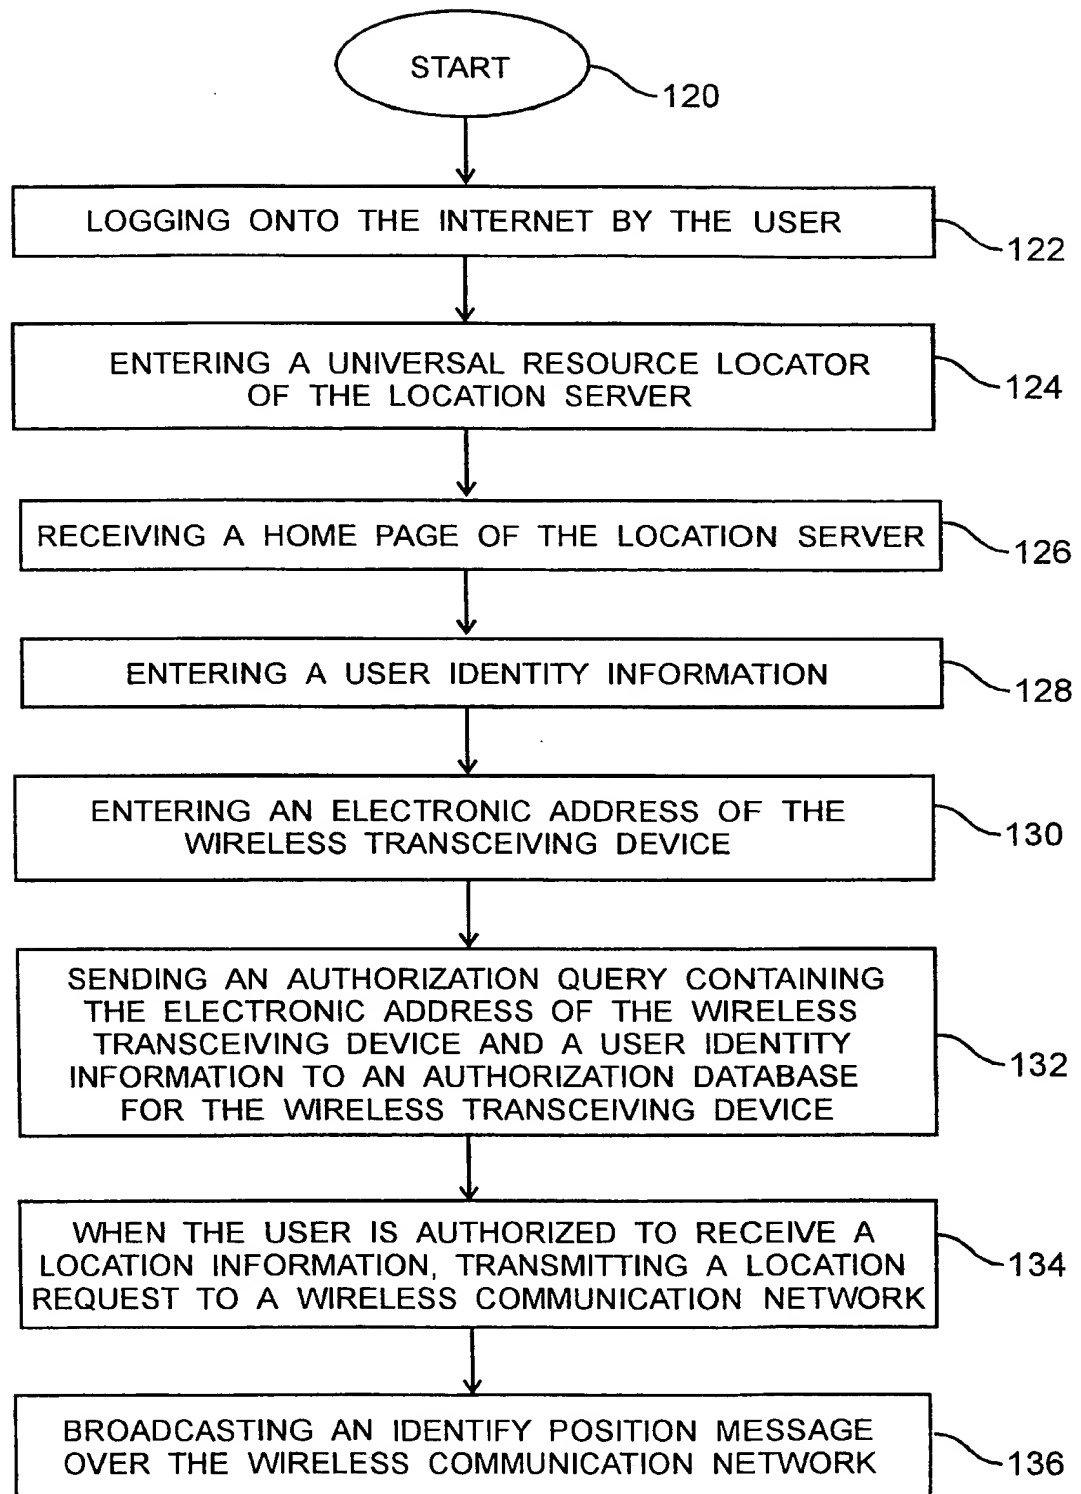 START
120
LOGGING ONTO THE INTERNET BY THE USER
122
ENTERING A UNIVERSAL RESOURCE LOCATOR
OF THE LOCATION SERVER
124
RECEIVING A HOME PAGE OF THE LOCATION SERVER
126
ENTERING A USER IDENTITY INFORMATION
128
ENTERING AN ELECTRONIC ADDRESS OF THE
WIRELESS TRANSCEIVING DEVICE
130
SENDING AN AUTHORIZATION QUERY CONTAINING
THE ELECTRONIC ADDRESS OF THE WIRELESS
TRANSCEIVING DEVICE AND A USER IDENTITY
INFORMATION TO AN AUTHORIZATION DATABASE
FOR THE WIRELESS TRANSCEIVING DEVICE
132
WHEN THE USER IS AUTHORIZED TO RECEIVE A
LOCATION INFORMATION, TRANSMITTING A LOCATION
REQUEST TO A WIRELESS COMMUNICATION NETWORK
134
BROADCASTING AN IDENTIFY POSITION MESSAGE
OVER THE WIRELESS COMMUNICATION NETWORK
136